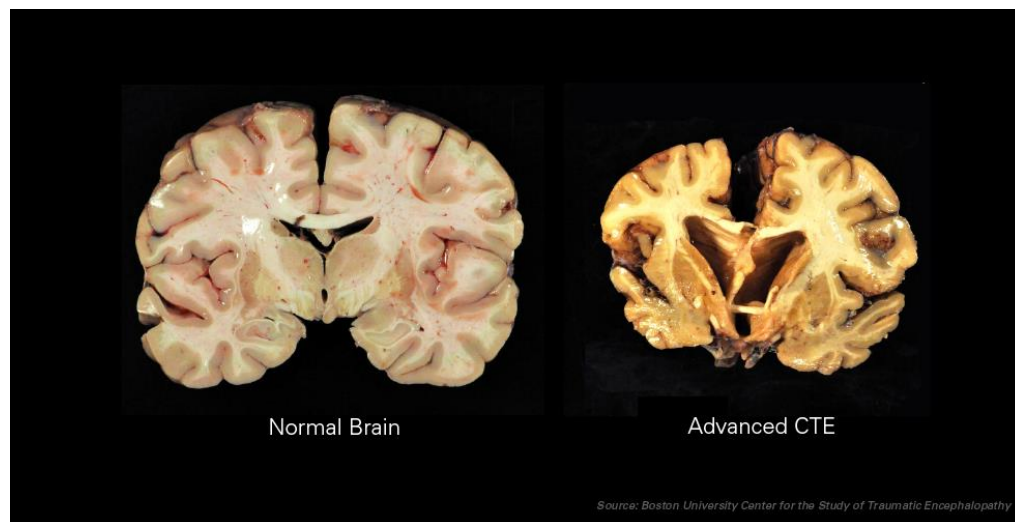 Normal Brain
Advanced CTE
Source: Boston University Center for the Study of Traumatic Encephalopathy